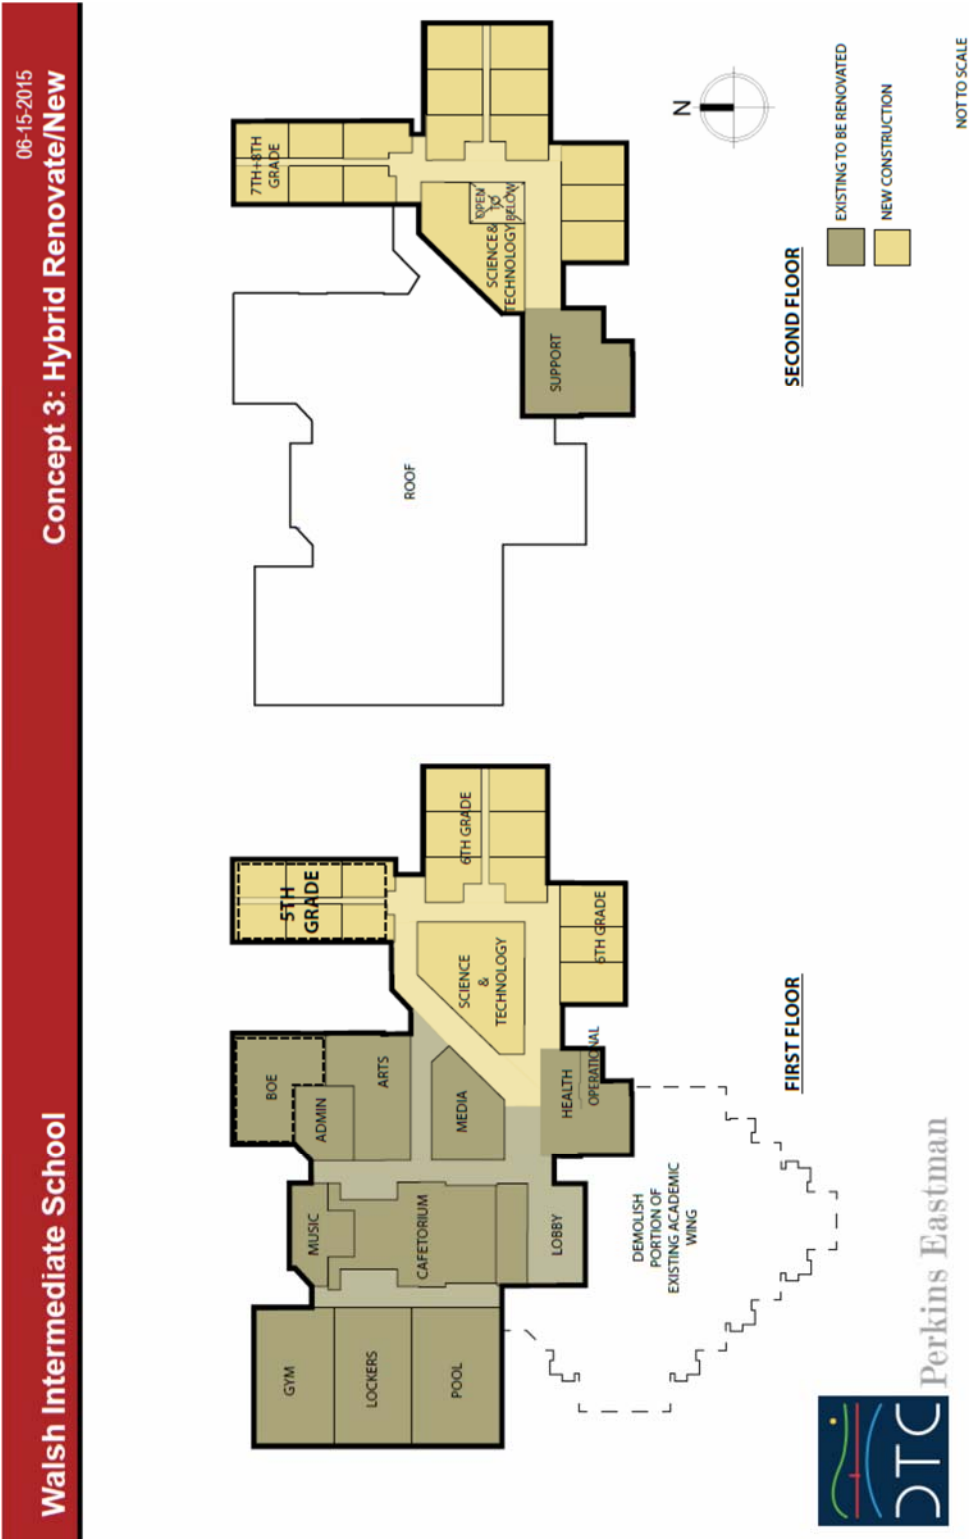 Walsh Intermediate School
06-15-2015
Concept 3: Hybrid Renovate/New
GYM
LOCKERS
POOL
MUSIC
CAFETORIUM
LOBBY
BOE
ADMIN
ARTS
MEDIA
HEALTH
OPERATIONAL
5TH
GRADE
SCIENCE
&
TECHNOLOGY
6TH GRADE
6TH GRADE
DEMOLISH
PORTION OF
EXISTING ACADEMIC
WING
FIRST FLOOR
ROOF
7TH+8TH
GRADE
SCIENCE &
TECHNOLOGY
OPEN
TO
BELOW
SUPPORT
SECOND FLOOR
N
EXISTING TO BE RENOVATED
NEW CONSTRUCTION
NOT TO SCALE
DTC
Perkins Eastman